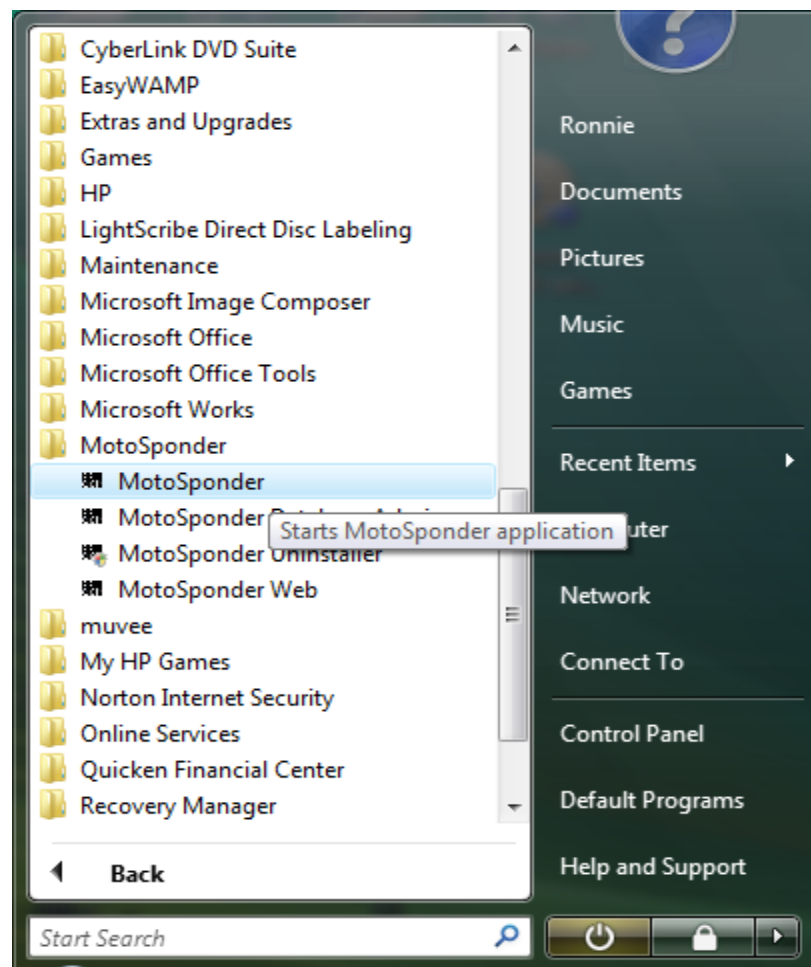 CyberLink DVD Suite
EasyWAMP
Extras and Upgrades
Games
HP
LightScribe Direct Disc Labeling
Maintenance
Microsoft Image Composer
Microsoft Office
Microsoft Office Tools
Microsoft Works
MotoSponder
MotoSponder
MotoSponder
Starts MotoSponder application
MotoSponder Uninstaller
MotoSponder Web
muvee
My HP Games
Norton Internet Security
Online Services
Quicken Financial Center
Recovery Manager
Back
Start Search
Ronnie
Documents
Pictures
Music
Games
Recent Items
uter
Network
Connect To
Control Panel
Default Programs
Help and Support